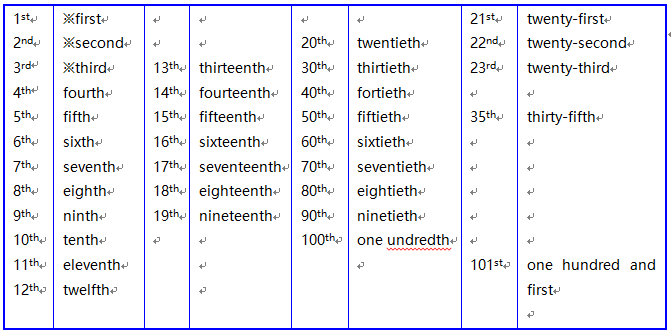 1st ※first 21st twenty-first
2nd ※second 20th twentieth 22nd twenty-second
3rd ※third 13th thirteenth 30th thirtieth 23rd twenty-third
4th fourth 14th fourteenth 40th fortieth
5th fifth 15th fifteenth 50th fiftieth 35th thirty-fifth
6th sixth 16th sixteenth 60th sixtieth
7th seventh 17th seventeenth 70th seventieth
8th eighth 18th eighteenth 80th eightieth
9th ninth 19th nineteenth 90th ninetieth
10th tenth 100th one undredth
11th eleventh 101st one hundred and
12th twelfth first